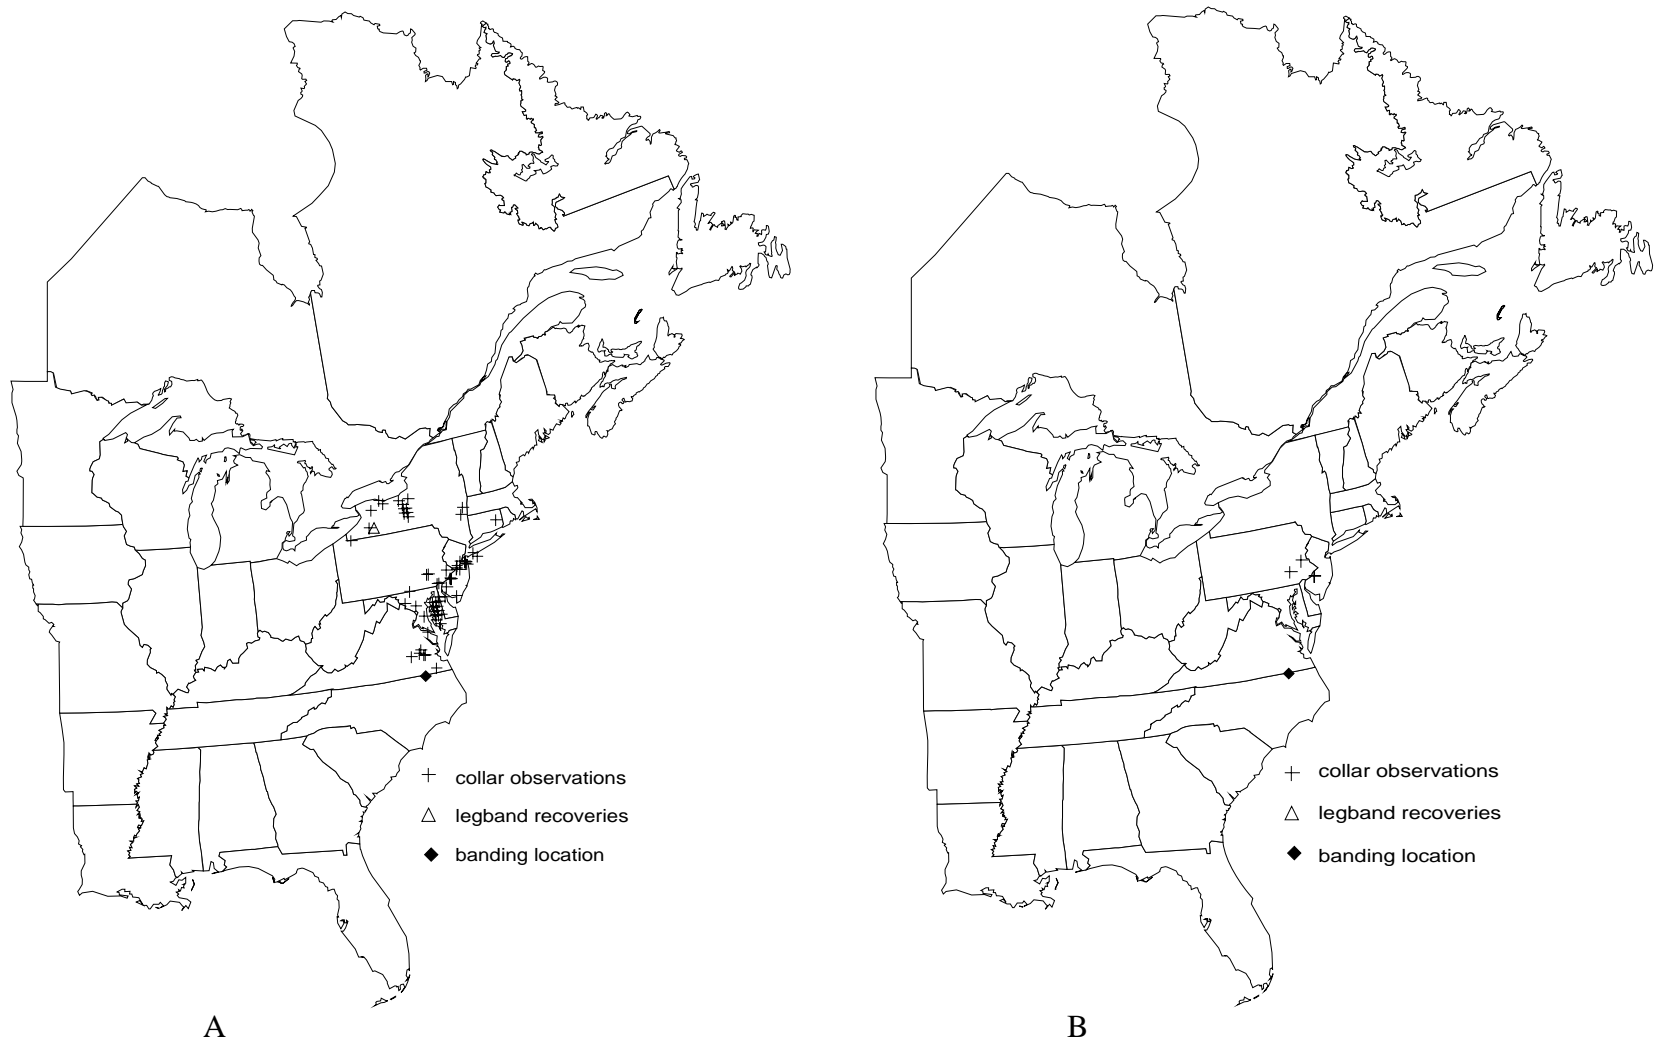 collar observations
legband recoveries
banding location
A
collar observations
legband recoveries
banding location
B